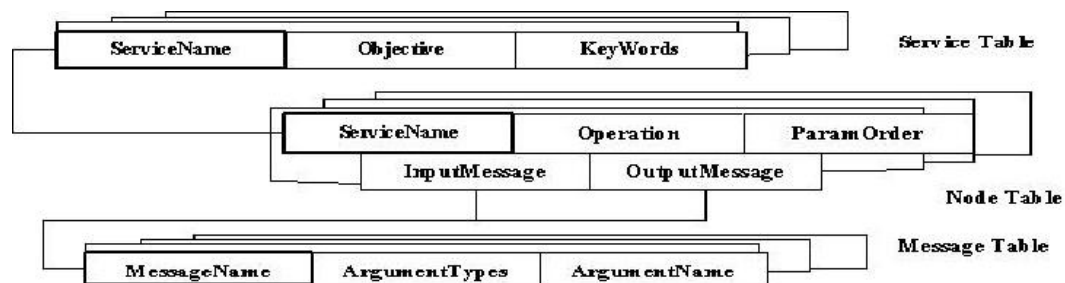 ServiceName Objective KeyWords
Service Table
ServiceName Operation ParamOrder
InputMessage OutputMessage
Node Table
Message Table
MessageName ArgumentTypes ArgumentName